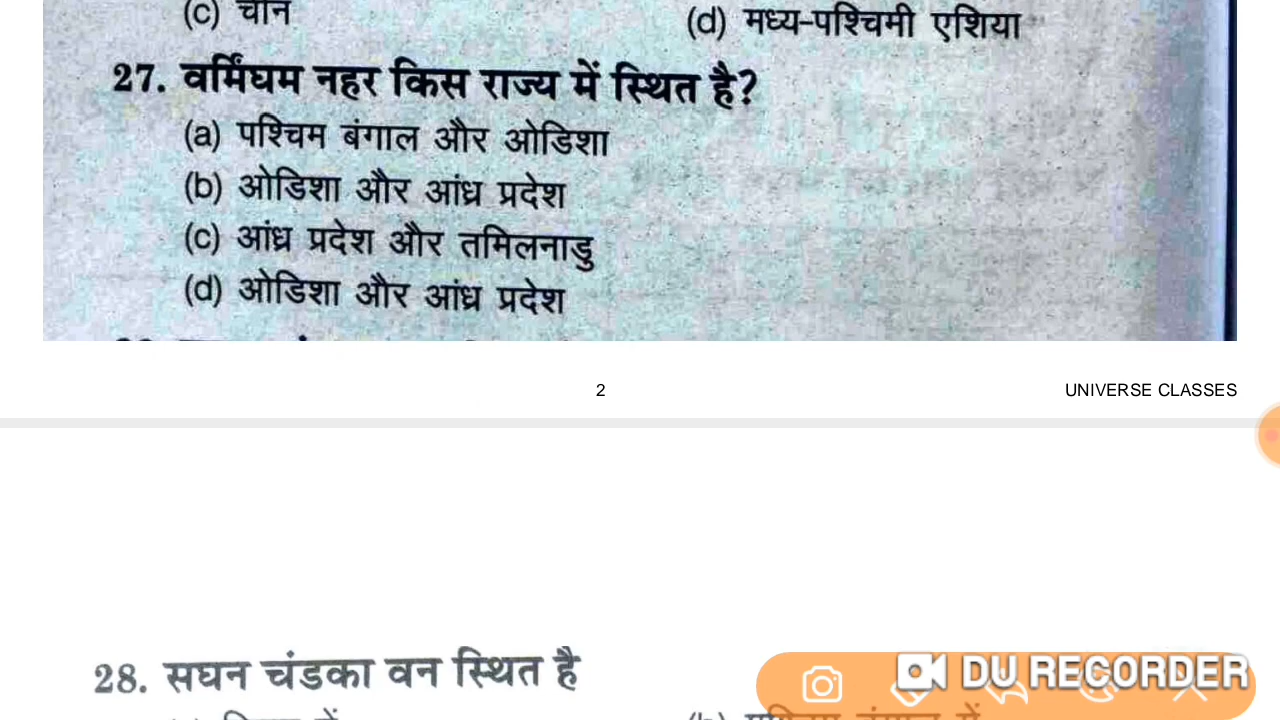 (c) चीन (d) मध्य-पश्चिमी एशिया
27. वर्मिंघम नहर किस राज्य में स्थित है?
(a) पश्चिम बंगाल और ओडिशा
(b) ओडिशा और आंध्र प्रदेश
(c) आंध्र प्रदेश और तमिलनाडु
(d) ओडिशा और आंध्र प्रदेश
2 UNIVERSE CLASSES
28. सघन चंडका वन स्थित है
DU RECORDER